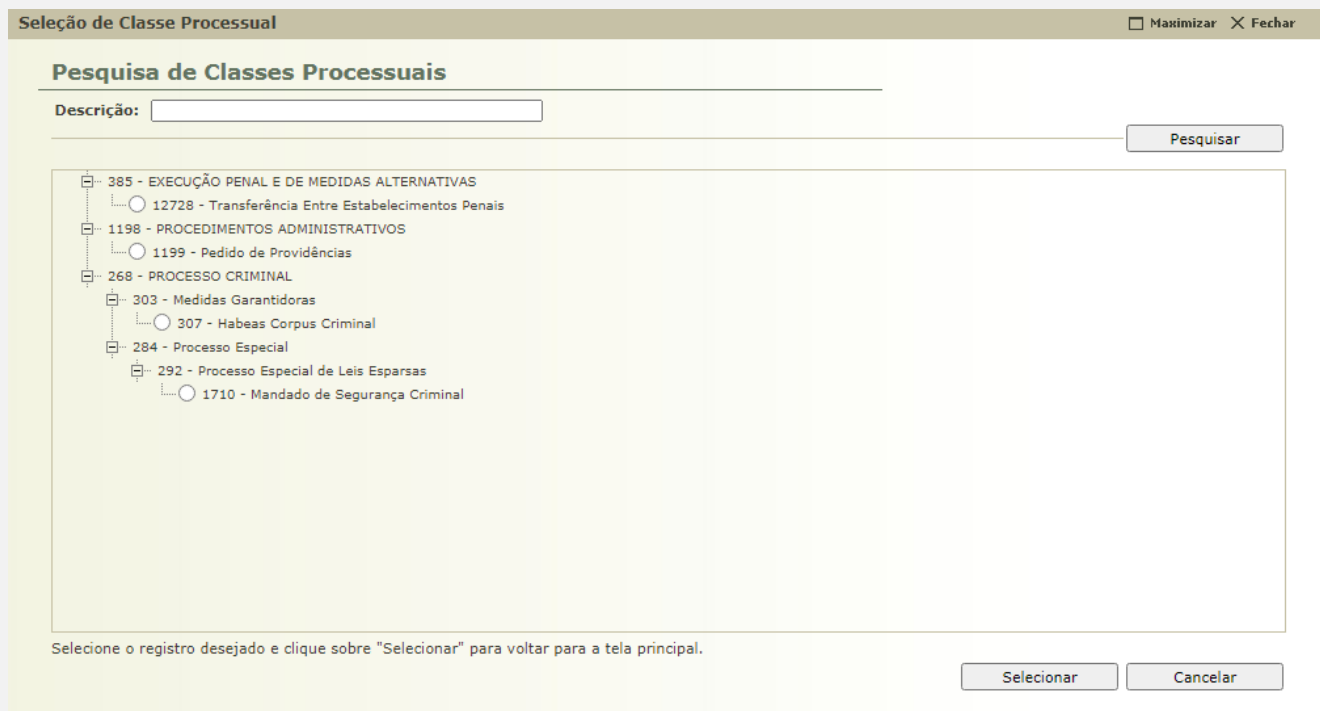 Seleção de Classe Processual Maximizar Fechar
Pesquisa de Classes Processuais
Descrição:
Pesquisar
385 - EXECUÇÃO PENAL E DE MEDIDAS ALTERNATIVAS
12728 - Transferência Entre Estabelecimentos Penais
1198 - PROCEDIMENTOS ADMINISTRATIVOS
1199 - Pedido de Providências
268 - PROCESSO CRIMINAL
303 - Medidas Garantidoras
307 - Habeas Corpus Criminal
284 - Processo Especial
292 - Processo Especial de Leis Esparsas
1710 - Mandado de Segurança Criminal
Selecione o registro desejado e clique sobre "Selecionar" para voltar para a tela principal.
Selecionar Cancelar